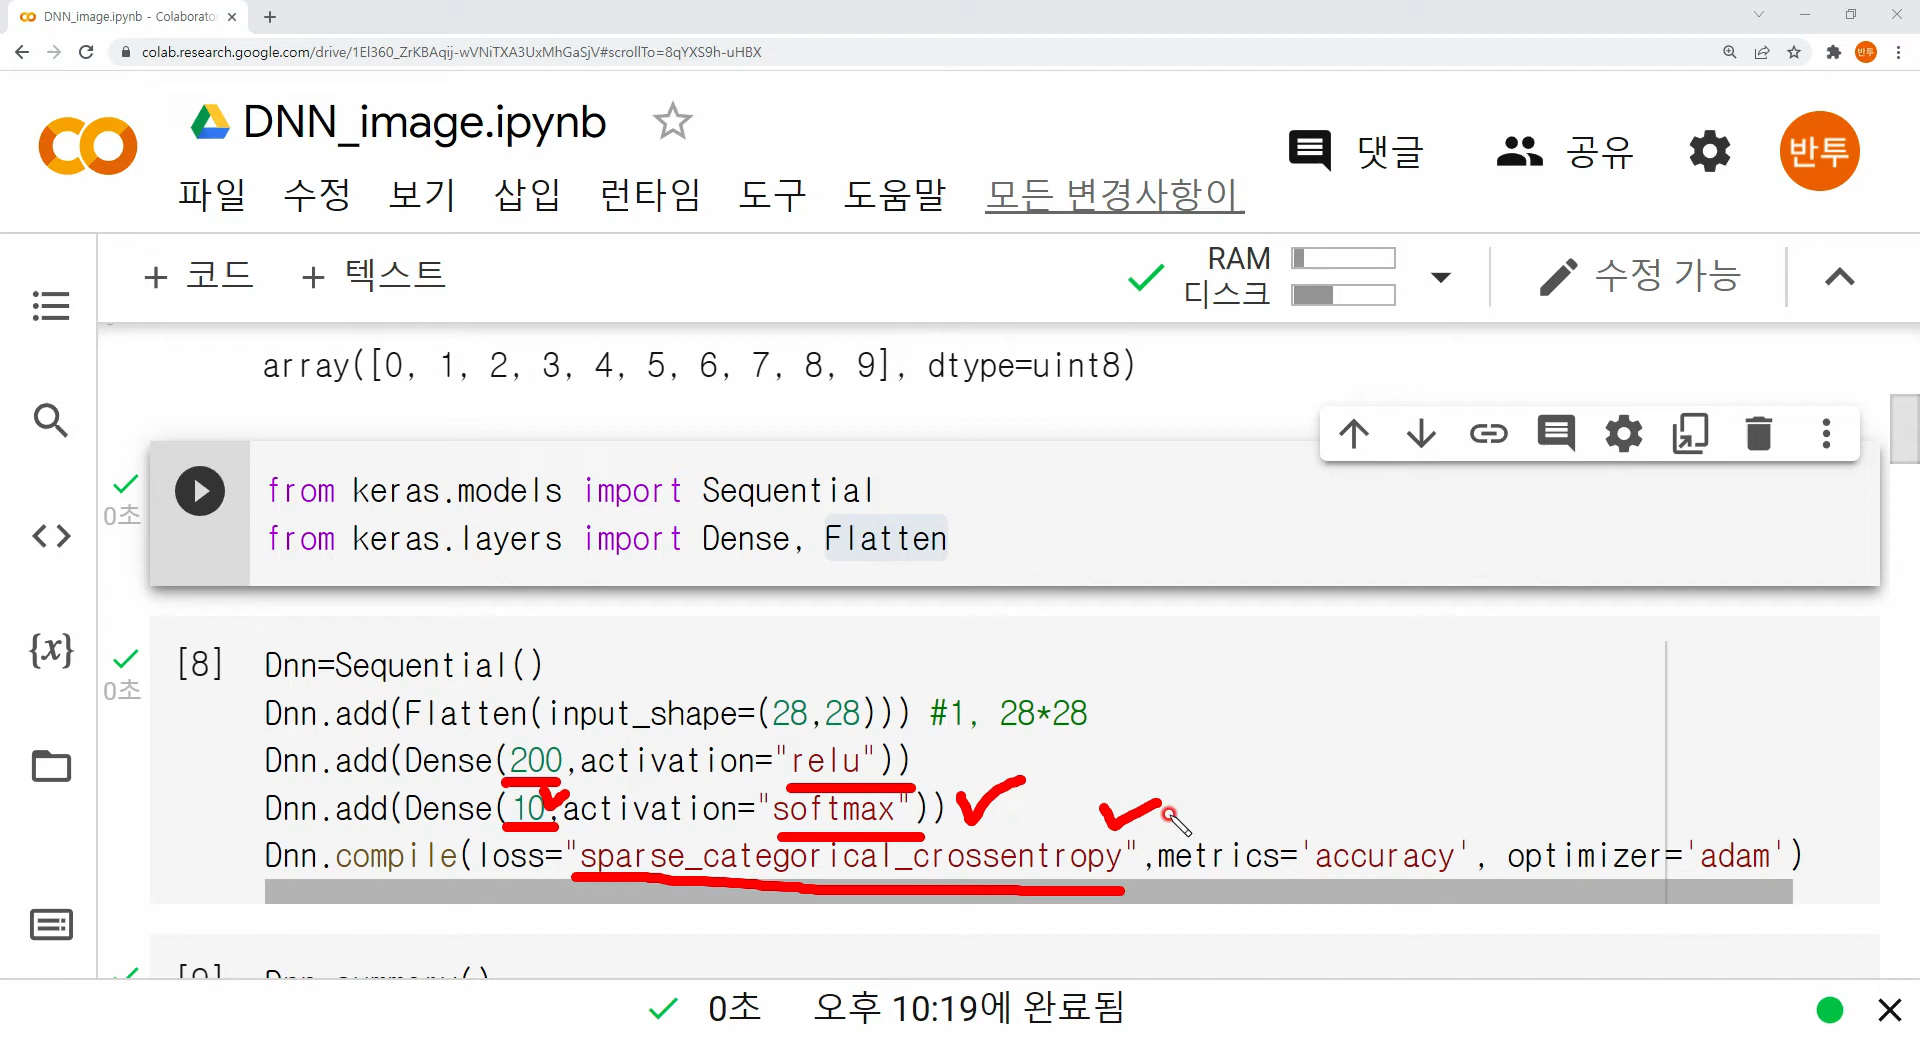 DNN_image.ipynb - Colaborato
colab.research.google.com/drive/1El360_ZrKBAqij-wVNiTXA3UxMhGaSjV#scrollTo=8qYXS9h-uHBX
반투
DNN_image.ipynb
댓글
공유
반투
파일 수정 보기 삽입 런타임 도구 도움말 모든 변경사항이
+ 코드 + 텍스트
RAM
디스크
수정 가능
array([0, 1, 2, 3, 4, 5, 6, 7, 8, 9], dtype=uint8)
0초
from keras.models import Sequential
from keras.layers import Dense, Flatten
{x}
0초
[8]
Dnn=Sequential()
Dnn.add(Flatten(input_shape=(28,28))) #1, 28*28
Dnn.add(Dense(200,activation="relu"))
Dnn.add(Dense(10,activation="softmax"))
Dnn.compile(loss="sparse_categorical_crossentropy",metrics='accuracy', optimizer='adam')
[9] Dnn.summary()
0초 오후 10:19에 완료됨